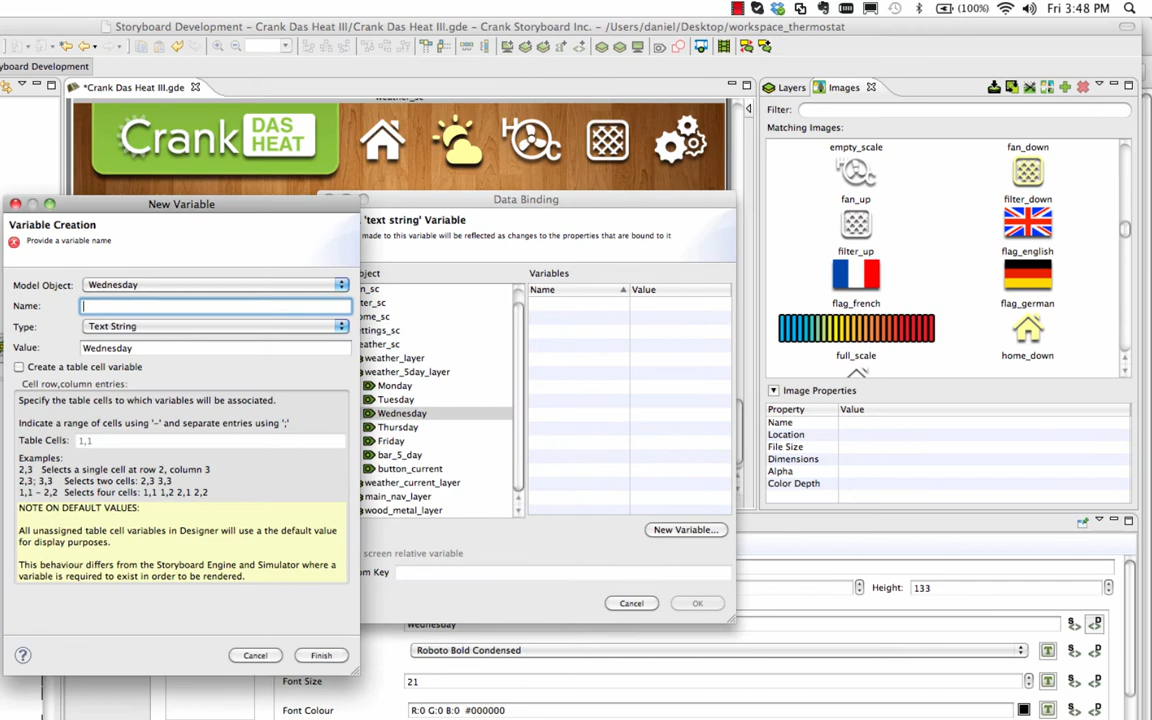 (100%)
Fri 3:48 PM
Storyboard Development - Crank Das Heat III/Crank Das Heat III.gde - Crank Storyboard Inc. - /Users/daniel/Desktop/workspace_thermostat
yboard Development
*Crank Das Heat III.gde
Layers
Images
Filter:
Matching Images:
Crank
DAS
HEAT
empty_scale
fan_down
fan_up
filter_down
filter_up
flag_english
flag_french
flag_german
full_scale
home_down
Image Properties
Property
Value
Name
Location
File Size
Dimensions
Alpha
Color Depth
New Variable
Variable Creation
Provide a variable name
Model Object:
Wednesday
Name:
Type:
Text String
Value:
Wednesday
Create a table cell variable
Cell row,column entries:
Specify the table cells to which variables will be associated.
Indicate a range of cells using '-' and separate entries using ';'
Table Cells:
1,1
Examples:
2,3 Selects a single cell at row 2, column 3
2,3; 3,3 Selects two cells: 2,3 3,3
1,1 - 2,2 Selects four cells: 1,1 1,2 2,1 2,2
NOTE ON DEFAULT VALUES:
All unassigned table cell variables in Designer will use a the default value
for display purposes.
This behaviour differs from the Storyboard Engine and Simulator where a
variable is required to exist in order to be rendered.
Cancel
Finish
Data Binding
'text string' Variable
made to this variable will be reflected as changes to the properties that are bound to it
ject
Variables
Name
Value
n_sc
ter_sc
ome_sc
ettings_sc
eather_sc
weather_layer
weather_5day_layer
Monday
Tuesday
Wednesday
Thursday
Friday
bar_5_day
button_current
weather_current_layer
main_nav_layer
wood_metal_layer
New Variable...
screen relative variable
om Key
Cancel
OK
Height:
133
Wednesday
Roboto Bold Condensed
Font Size
21
Font Colour
R:0 G:0 B:0 #000000